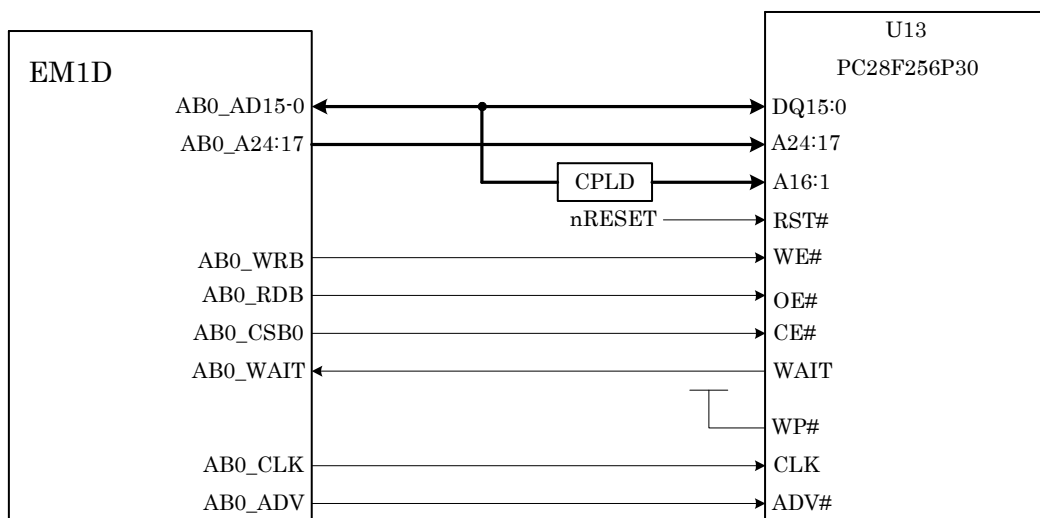 U13
EM1D
PC28F256P30
AB0_AD15-0
DQ15:0
AB0_A24:17
A24:17
CPLD
A16:1
nRESET
RST#
AB0_WRB
WE#
AB0_RDB
OE#
AB0_CSB0
CE#
AB0_WAIT
WAIT
WP#
AB0_CLK
CLK
AB0_ADV
ADV#